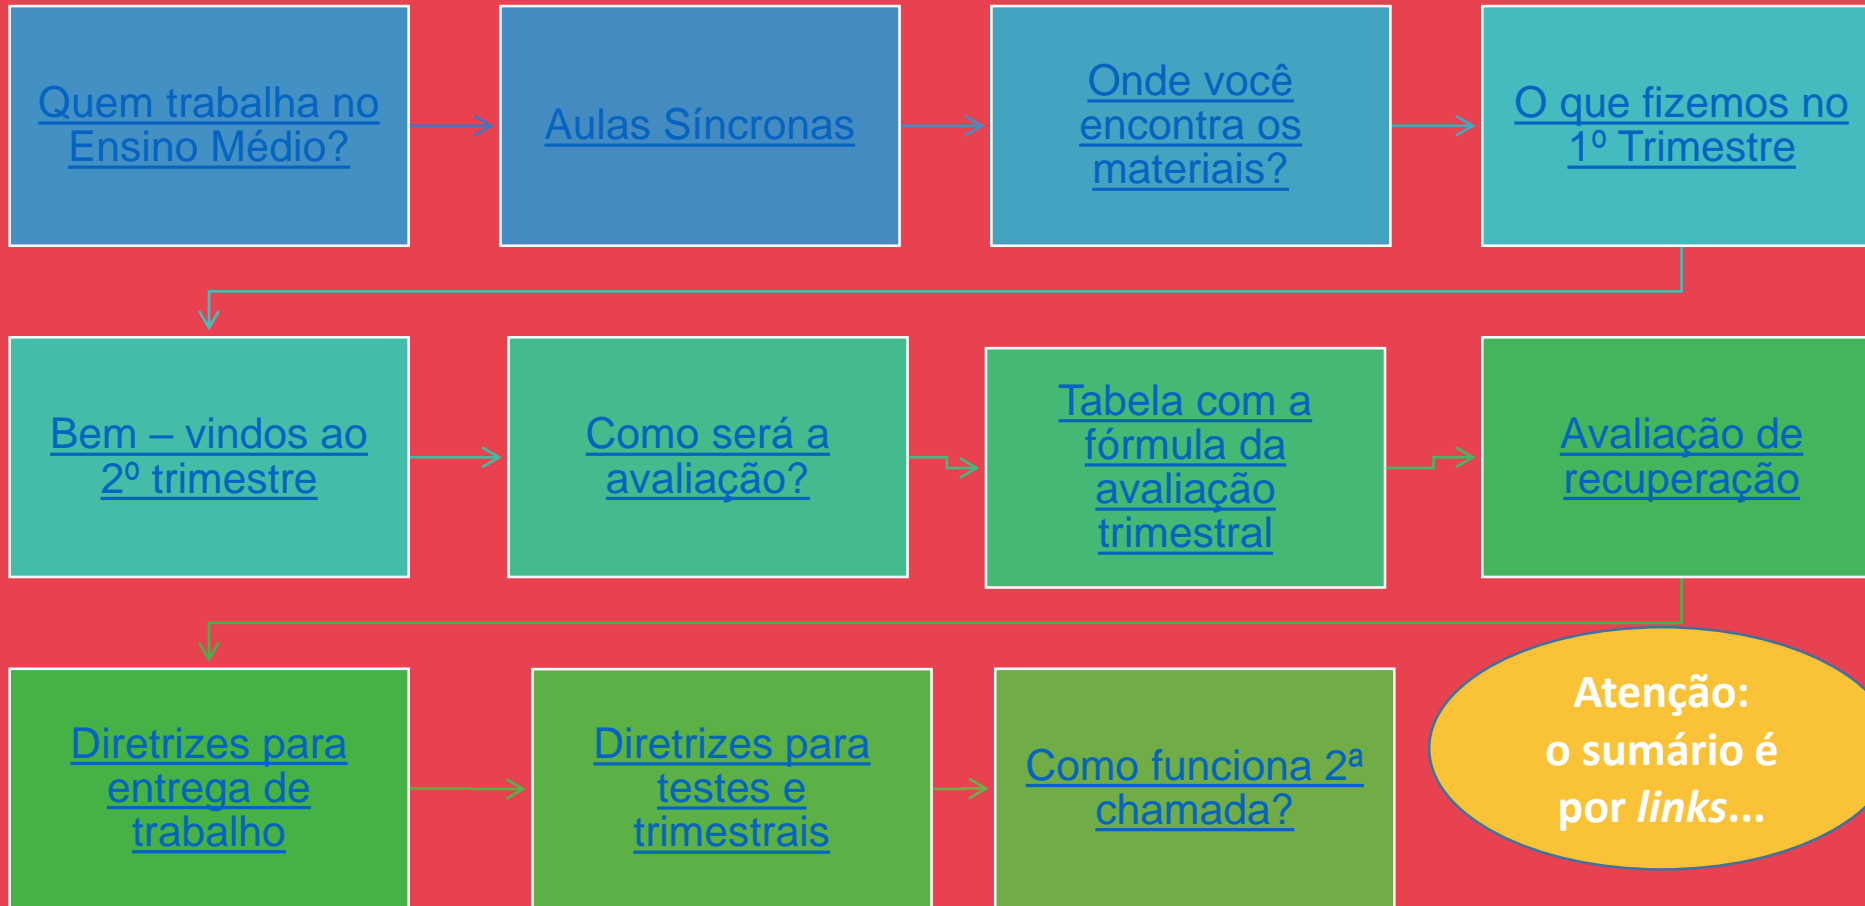 Quem trabalha no
Ensino Médio?
Aulas Síncronas
Onde você
encontra os
materiais?
O que fizemos no
1º Trimestre
Bem – vindos ao
2º trimestre
Como será a
avaliação?
Tabela com a
fórmula da
avaliação
trimestral
Avaliação de
recuperação
Diretrizes para
entrega de
trabalho
Diretrizes para
testes e
trimestrais
Como funciona 2ª
chamada?
Atenção:
o sumário é
por links...